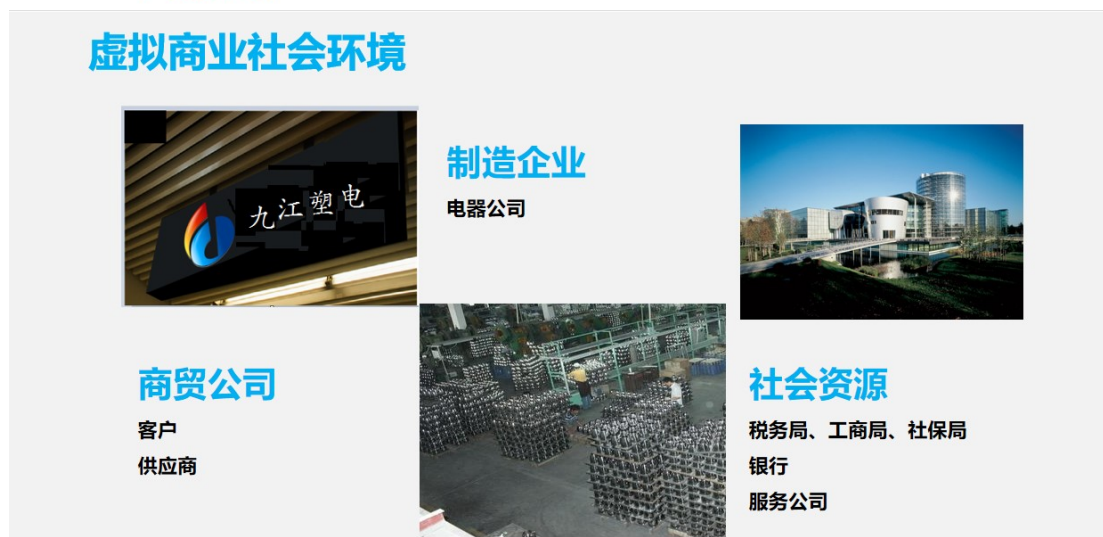 虚拟商业社会环境
九江塑电
制造企业
电器公司
商贸公司
客户
供应商
社会资源
税务局、工商局、社保局
银行
服务公司